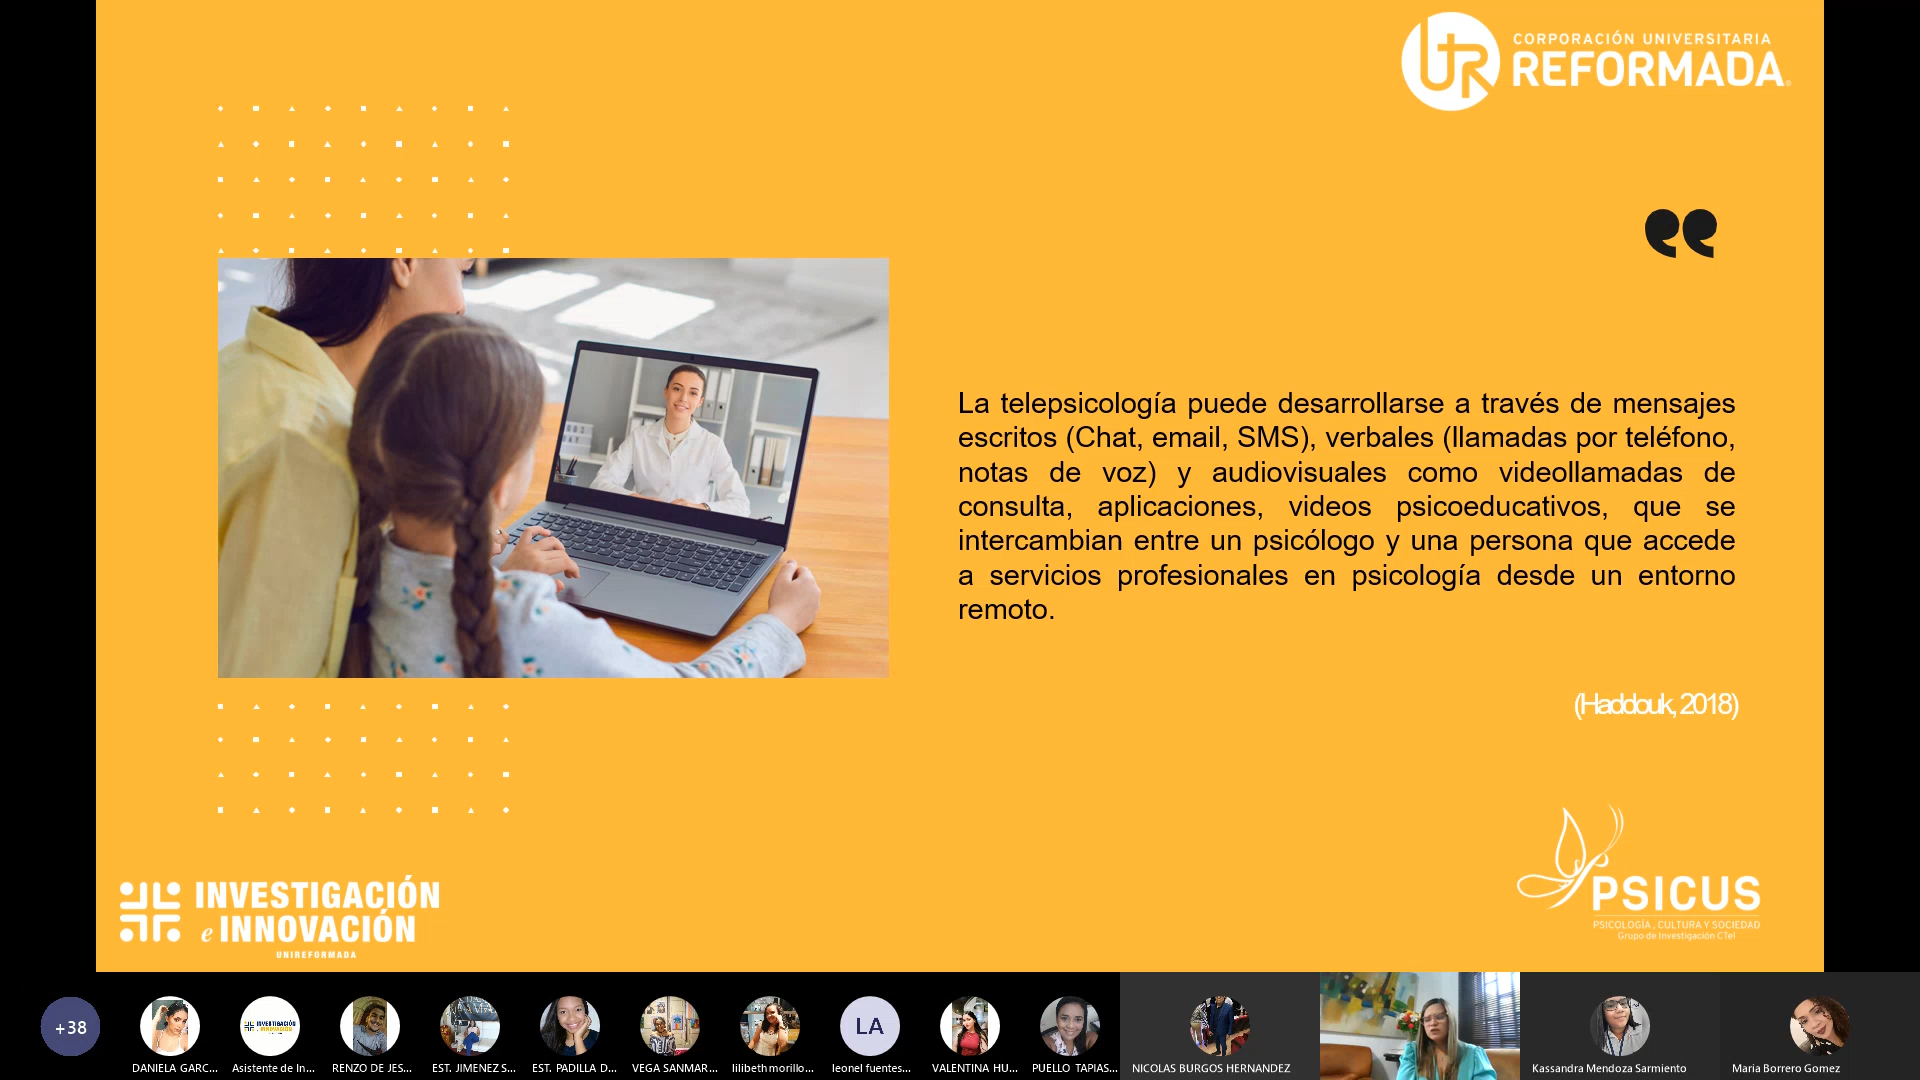 CORPORACIÓN UNIVERSITARIA
REFORMADA
La telepsicología puede desarrollarse a través de mensajes
escritos (Chat, email, SMS), verbales (llamadas por teléfono,
notas de voz) y audiovisuales como videollamadas de
consulta, aplicaciones, videos psicoeducativos, que se
intercambian entre un psicólogo y una persona que accede
a servicios profesionales en psicología desde un entorno
remoto.
(Haddouk, 2018)
INVESTIGACIÓN
e INNOVACIÓN
UNIREFORMADA
PSICUS
PSICOLOGÍA, CULTURA Y SOCIEDAD
Grupo de Investigación CTeI
+38
LA
DANIELA GARC...
Asistente de In...
RENZO DE JES...
EST. JIMENEZ S...
EST. PADILLA D...
VEGA SANMAR...
lilibeth morillo...
leonel fuentes...
VALENTINA HU...
PUELLO TAPIAS...
NICOLAS BURGOS HERNANDEZ
Kassandra Mendoza Sarmiento
Maria Borrero Gomez